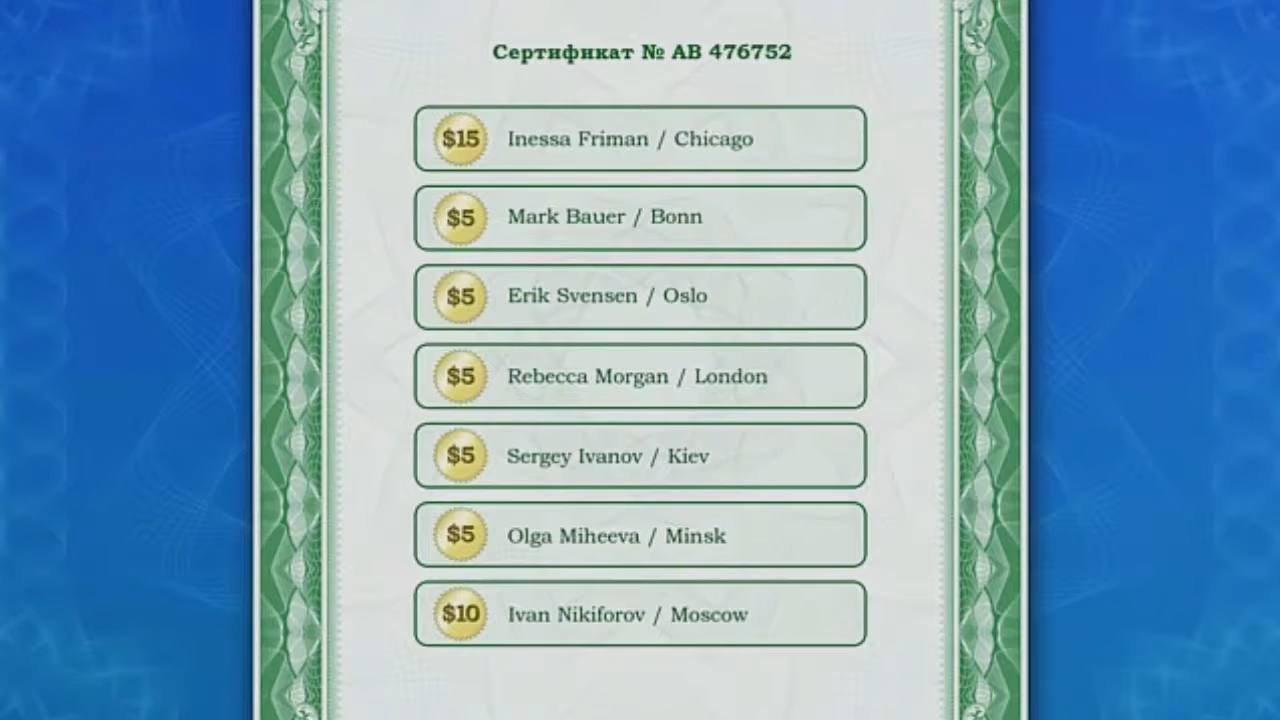 Сертификат № АВ 476752
$15 Inessa Friman / Chicago
$5 Mark Bauer / Bonn
$5 Erik Svensen / Oslo
$5 Rebecca Morgan / London
$5 Sergey Ivanov / Kiev
$5 Olga Miheeva / Minsk
$10 Ivan Nikiforov / Moscow